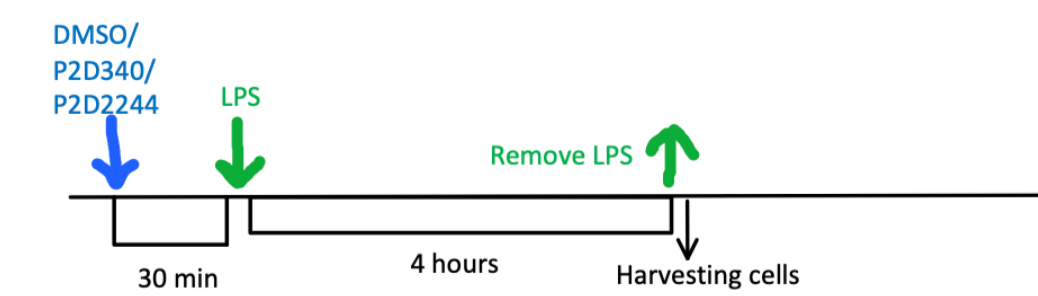 DMSO/
P2D340/
P2D2244
LPS
Remove LPS
30 min
4 hours
Harvesting cells